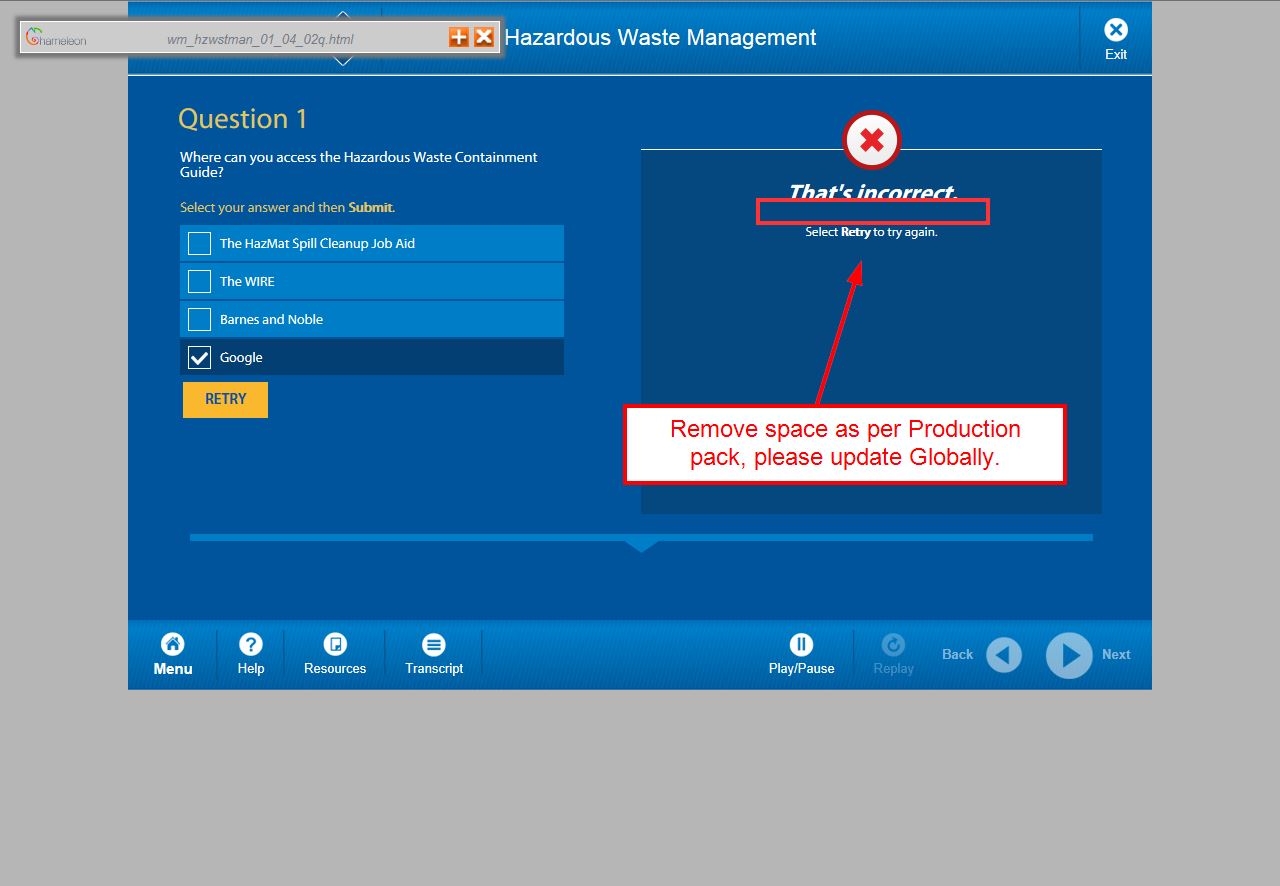 Chameleon
wm_hzwstman_01_04_02q.html
Hazardous Waste Management
Exit
Question 1
Where can you access the Hazardous Waste Containment
Guide?
Select your answer and then Submit.
The HazMat Spill Cleanup Job Aid
The WIRE
Barnes and Noble
Google
RETRY
That's incorrect.
Select Retry to try again.
Remove space as per Production
pack, please update Globally.
Menu
Help
Resources
Transcript
Play/Pause
Replay
Back
Next